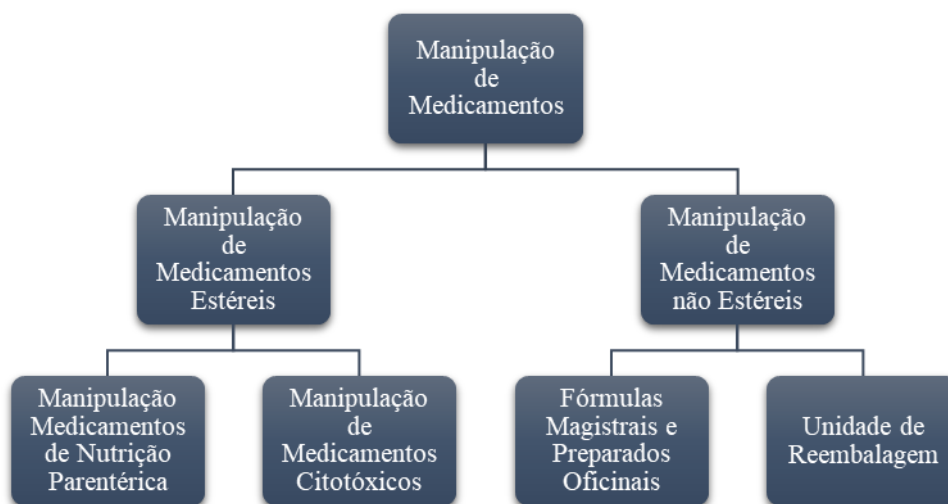 Manipulação
de
Medicamentos
Manipulação
de
Medicamentos
Estéreis
Manipulação
de
Medicamentos
não Estéreis
Manipulação
Medicamentos
de Nutrição
Parentérica
Manipulação
de
Medicamentos
Citotóxicos
Fórmulas
Magistrais e
Preparados
Oficinais
Unidade de
Reembalagem